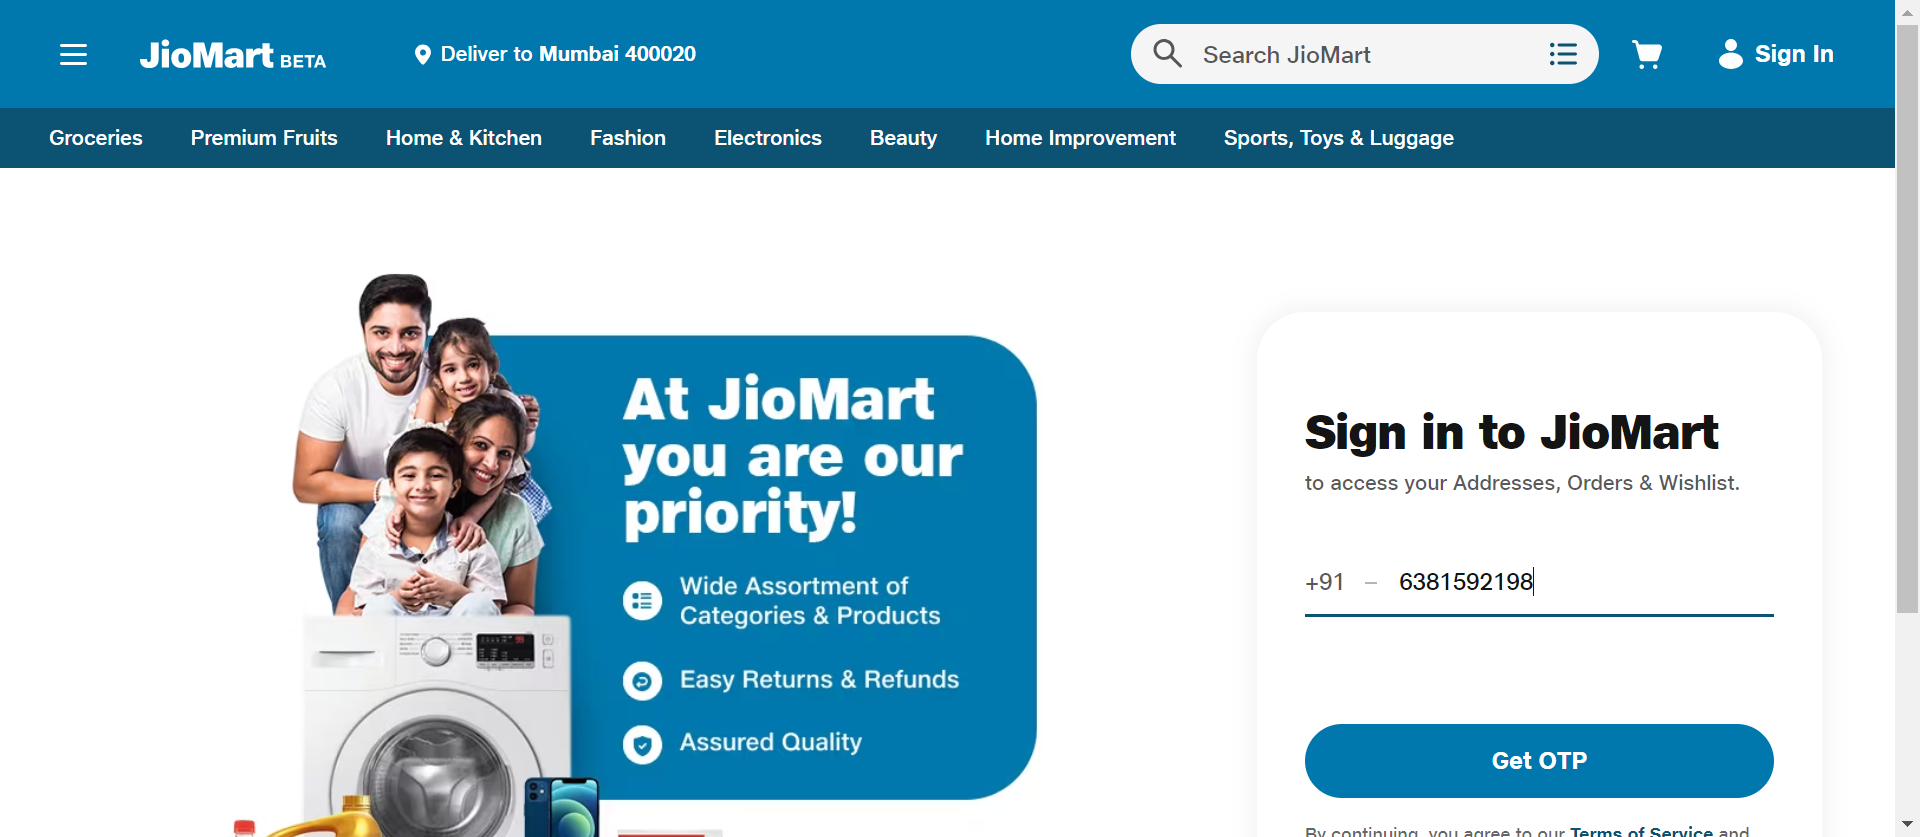 JioMart BETA
Deliver to Mumbai 400020
Search JioMart
Sign In
Groceries Premium Fruits Home & Kitchen Fashion Electronics Beauty Home Improvement Sports, Toys & Luggage
At JioMart
you are our
priority!
Wide Assortment of
Categories & Products
Easy Returns & Refunds
Assured Quality
Sign in to JioMart
to access your Addresses, Orders & Wishlist.
+91 – 6381592198
Get OTP
By continuing, you agree to our Terms of Service and